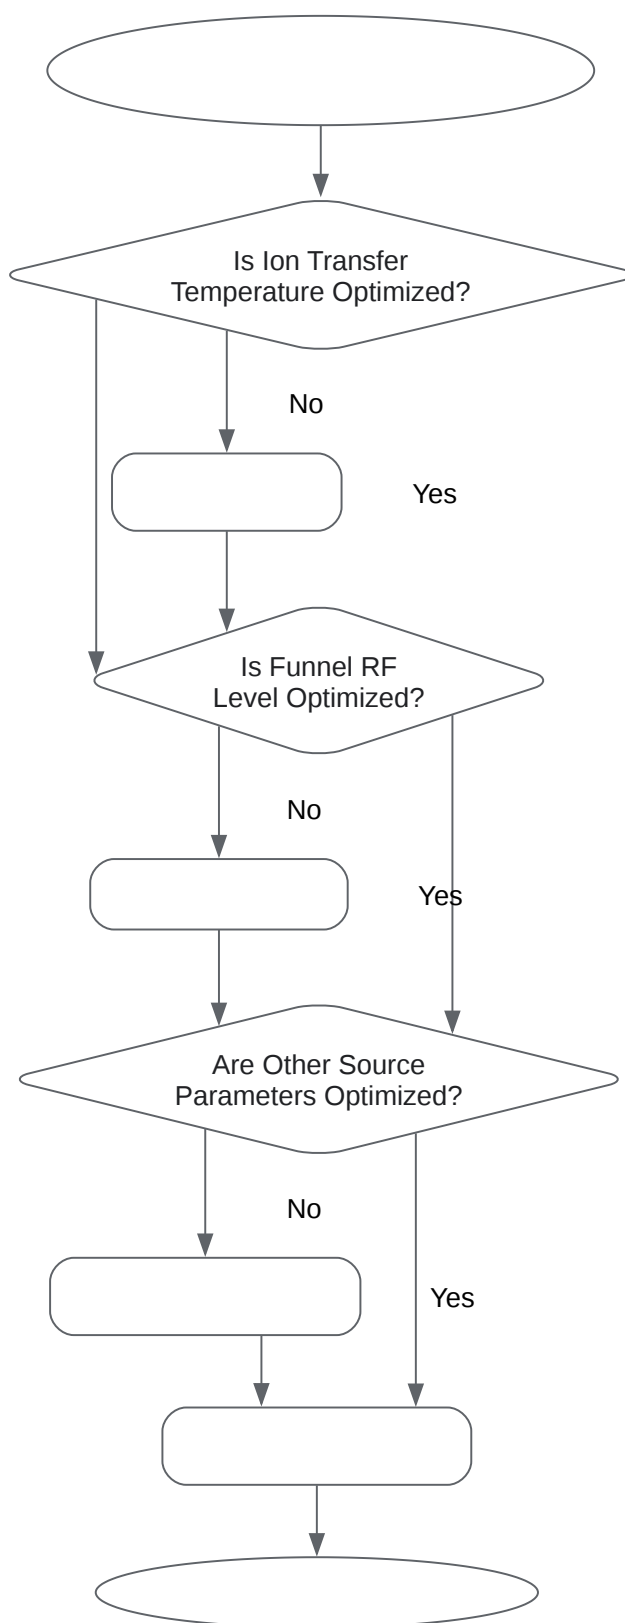 Is Ion Transfer
Temperature Optimized?
No
Yes
Is Funnel RF
Level Optimized?
No
Yes
Are Other Source
Parameters Optimized?
No
Yes